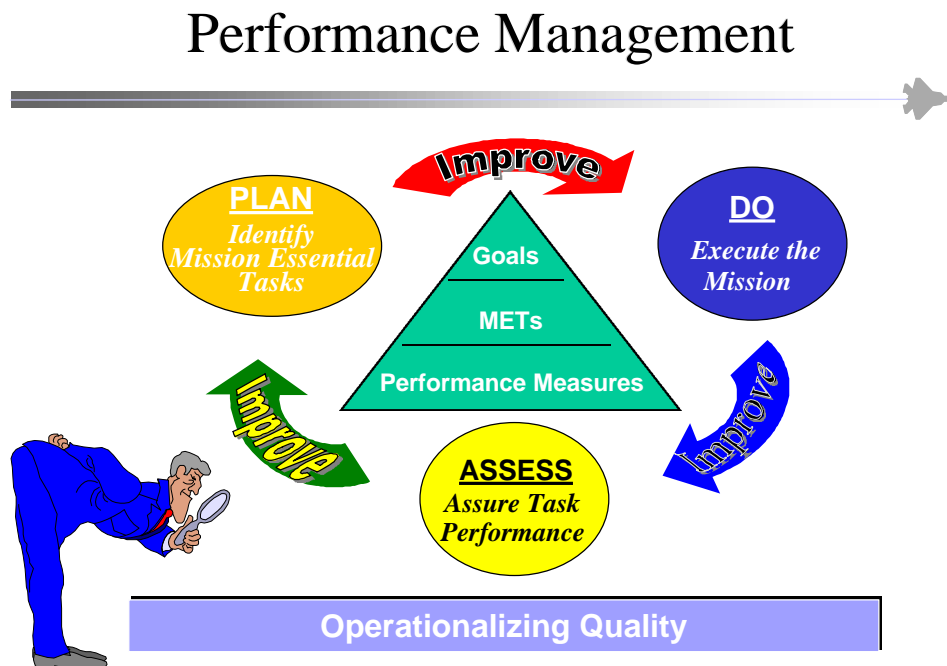 Performance Management
Improve
PLAN
Identify
Mission Essential
Tasks
DO
Execute the
Mission
Goals
METs
Performance Measures
Improve
Improve
ASSESS
Assure Task
Performance
Operationalizing Quality